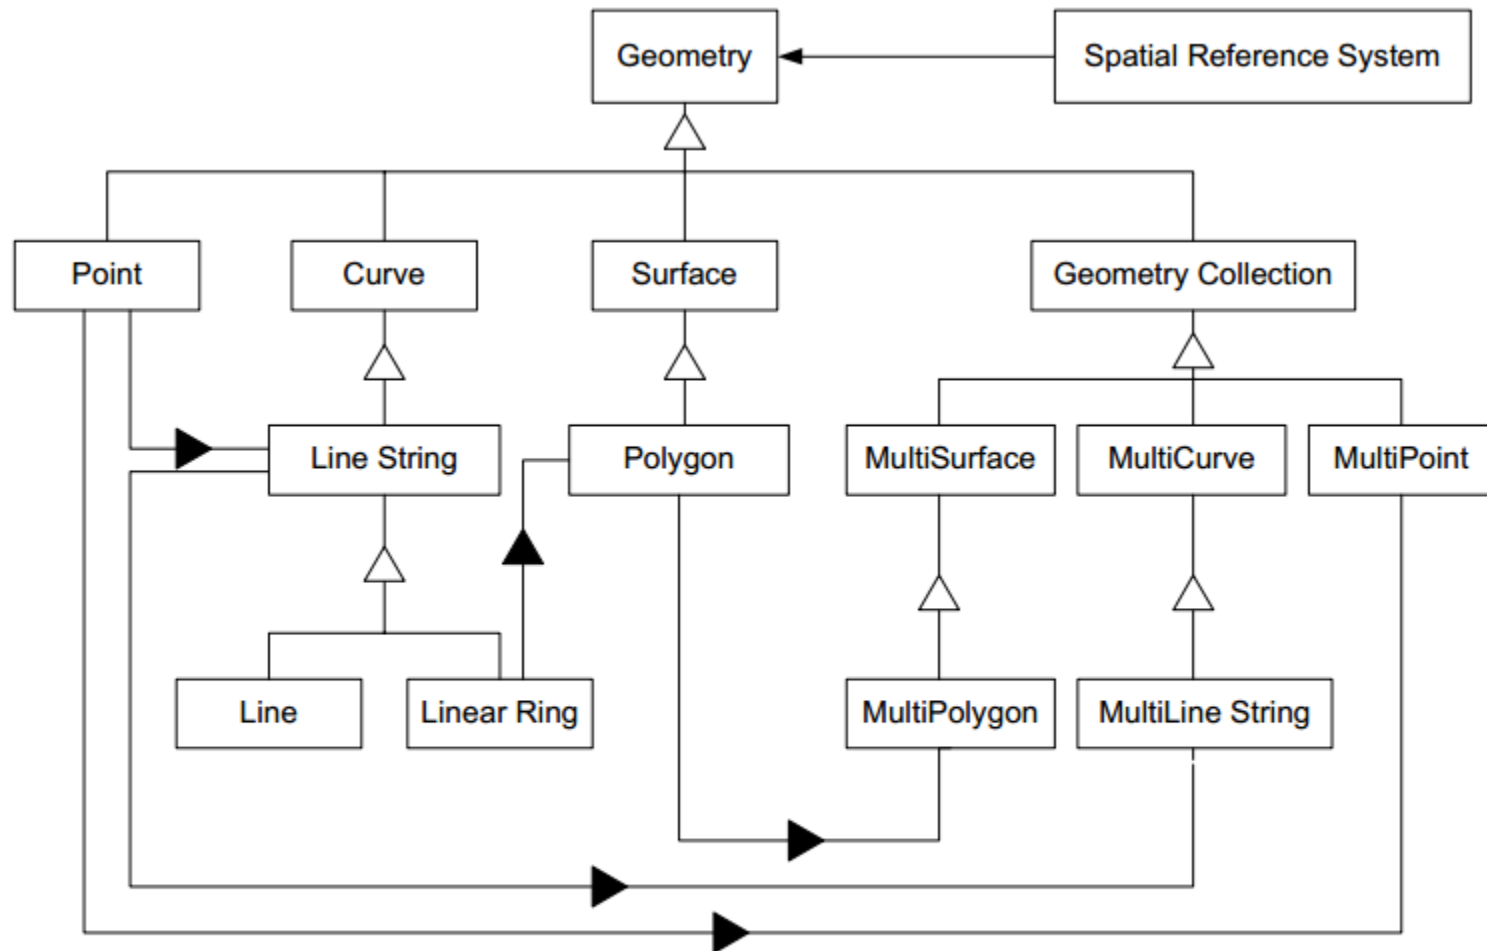 Geometry
Spatial Reference System
Point
Curve
Surface
Geometry Collection
Line String
Polygon
MultiSurface
MultiCurve
MultiPoint
Line
Linear Ring
MultiPolygon
MultiLine String